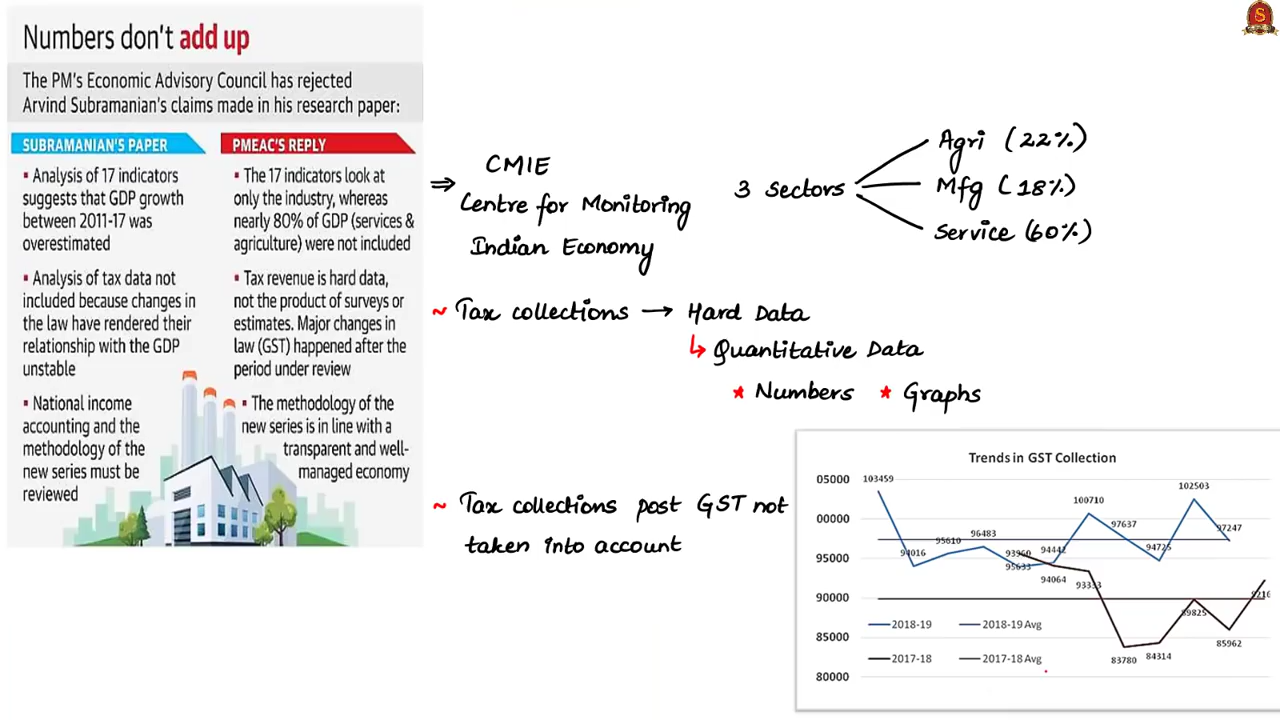 Numbers don't add up
The PM's Economic Advisory Council has rejected
Arvind Subramanian's claims made in his research paper:
SUBRAMANIAN'S PAPER
▪ Analysis of 17 indicators
suggests that GDP growth
between 2011-17 was
overestimated
▪ Analysis of tax data not
included because changes in
the law have rendered their
relationship with the GDP
unstable
▪ National income
accounting and the
methodology of the
new series must be
reviewed
PMEAC'S REPLY
▪ The 17 indicators look at
only the industry, whereas
nearly 80% of GDP (services &
agriculture) were not included
▪ Tax revenue is hard data,
not the product of surveys or
estimates. Major changes in
law (GST) happened after the
period under review
▪ The methodology of the
new series is in line with a
transparent and well-
managed economy
⇒ CMIE
Centre for Monitoring
Indian Economy
3 sectors
Agri (22%)
Mfg (18%)
Service (60%)
~ Tax collections → Hard Data
↳ Quantitative Data
* Numbers * Graphs
~ Tax collections post GST not
taken into account
Trends in GST Collection
05000
00000
95000
90000
85000
80000
103459
94016
95610
96483
93960
95633
94442
94064
100710
93333
97637
83780
94725
84314
102503
89825
97247
85962
9216
2018-19
2018-19 Avg
2017-18
2017-18 Avg
S